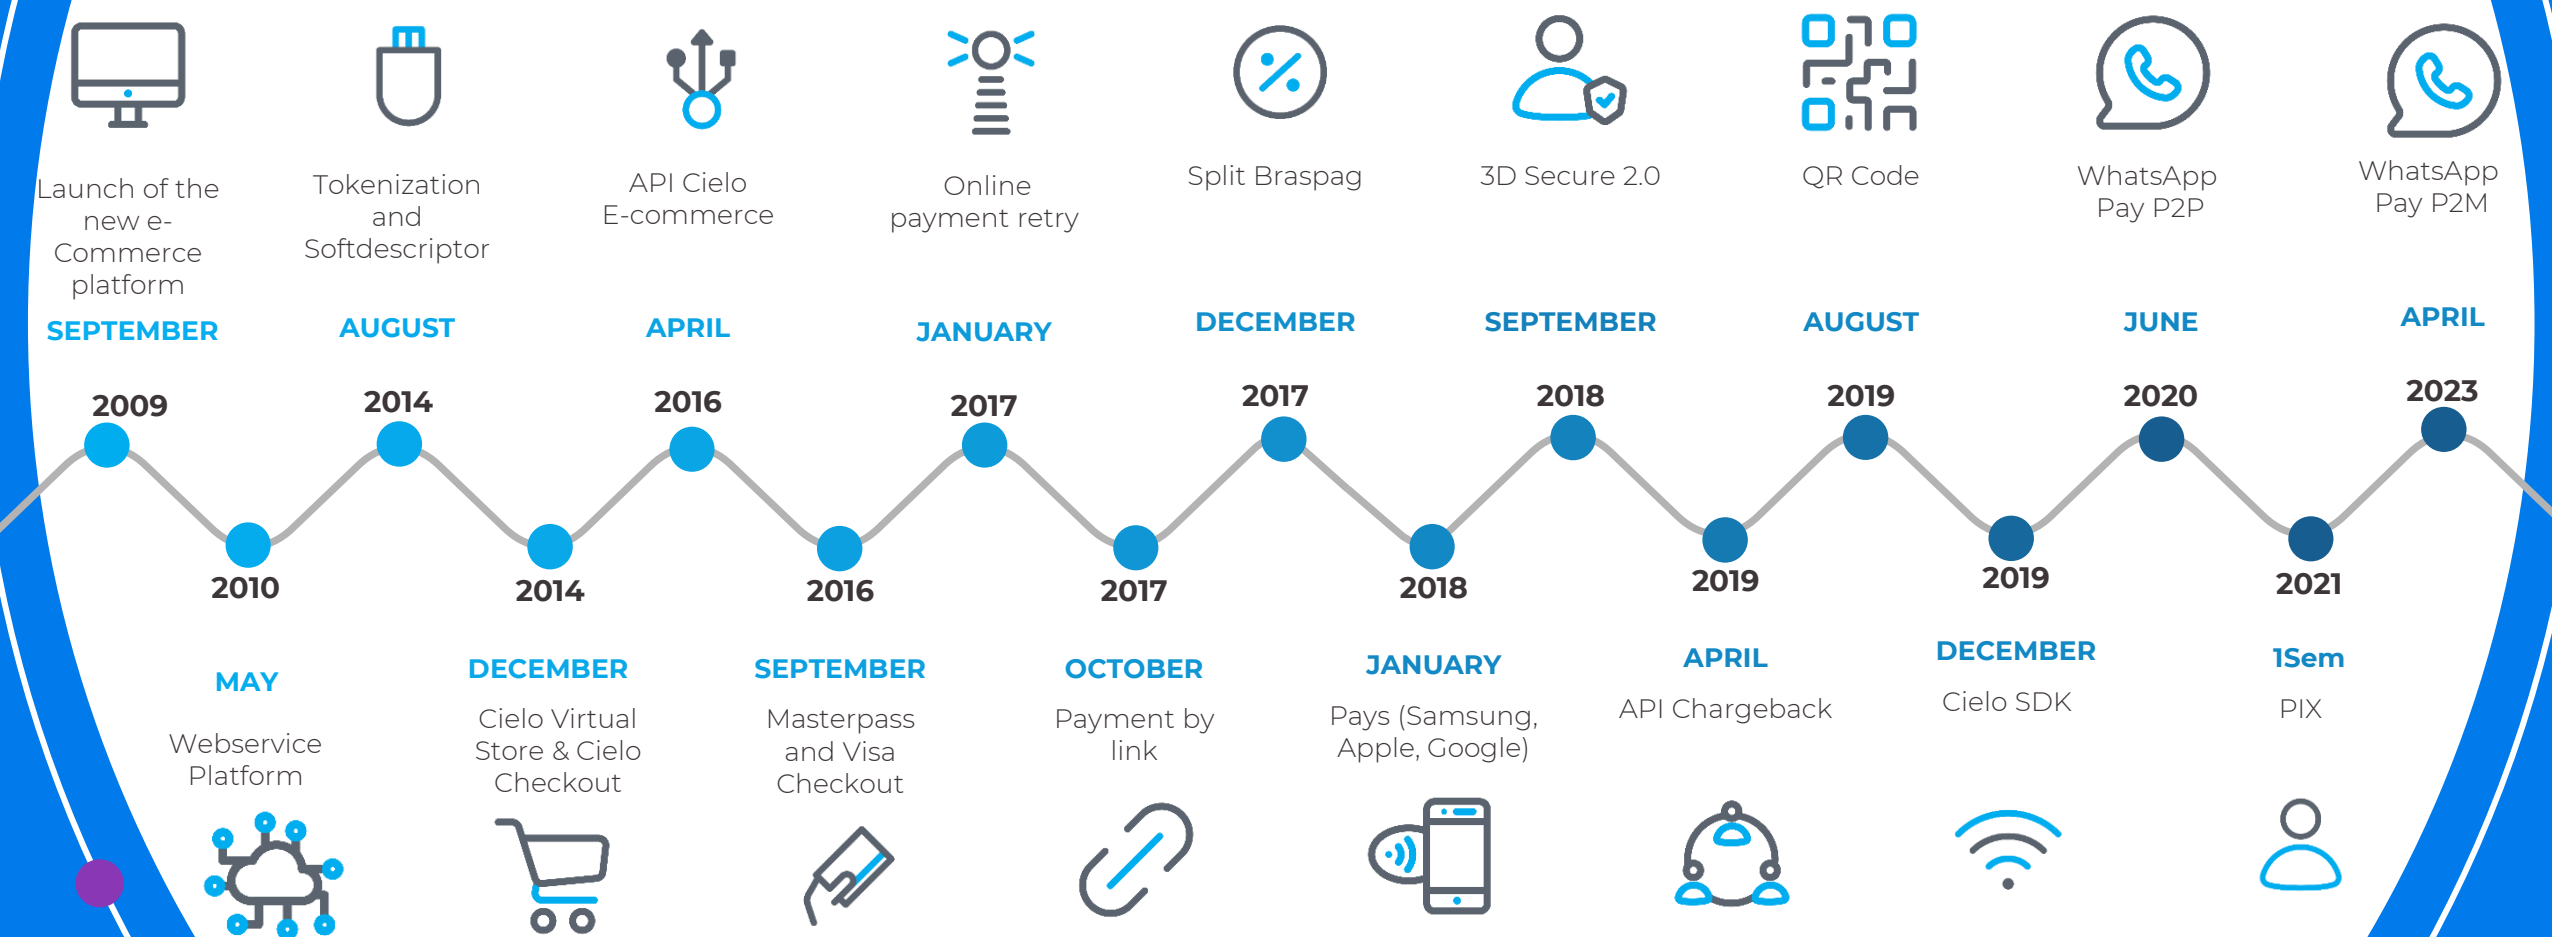 Launch of the
new e-
Commerce
platform
SEPTEMBER
2009
2010
MAY
Webservice
Platform
Tokenization
and
Softdescriptor
AUGUST
2014
2014
DECEMBER
Cielo Virtual
Store & Cielo
Checkout
API Cielo
E-commerce
APRIL
2016
2016
SEPTEMBER
Masterpass
and Visa
Checkout
Online
payment retry
JANUARY
2017
2017
OCTOBER
Payment by
link
Split Braspag
DECEMBER
2017
2018
JANUARY
Pays (Samsung,
Apple, Google)
3D Secure 2.0
SEPTEMBER
2018
2019
APRIL
API Chargeback
QR Code
AUGUST
2019
2019
DECEMBER
Cielo SDK
WhatsApp
Pay P2P
JUNE
2020
2021
1Sem
PIX
WhatsApp
Pay P2M
APRIL
2023